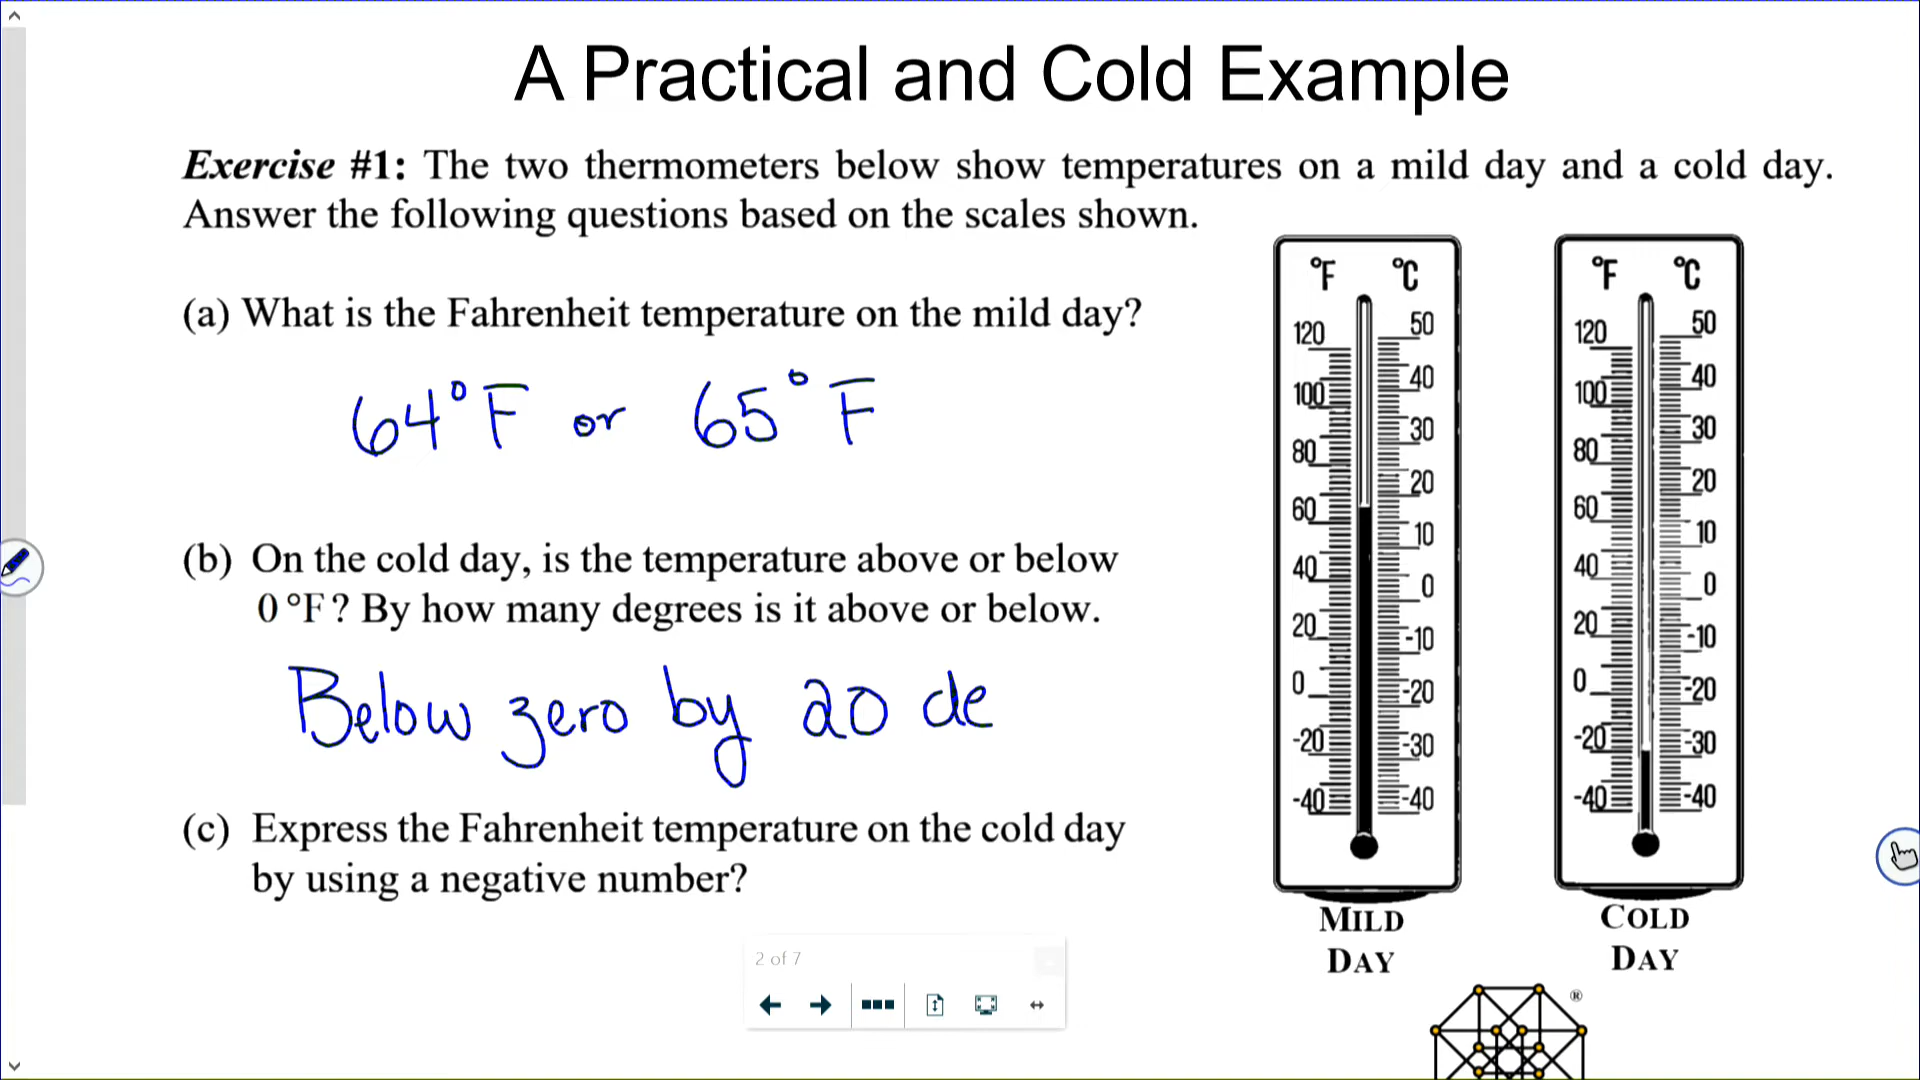 A Practical and Cold Example
Exercise #1: The two thermometers below show temperatures on a mild day and a cold day.
Answer the following questions based on the scales shown.
(a) What is the Fahrenheit temperature on the mild day?
64°F or 65°F
(b) On the cold day, is the temperature above or below
0 °F? By how many degrees is it above or below.
Below zero by 20 de
(c) Express the Fahrenheit temperature on the cold day
by using a negative number?
°F °C
120 50
100 40
80 30
60 20
40 10
20 0
0 -10
-20 -20
-40 -30
-40
MILD
DAY
°F °C
120 50
100 40
80 30
60 20
40 10
20 0
0 -10
-20 -20
-40 -30
-40
COLD
DAY
2 of 7
®